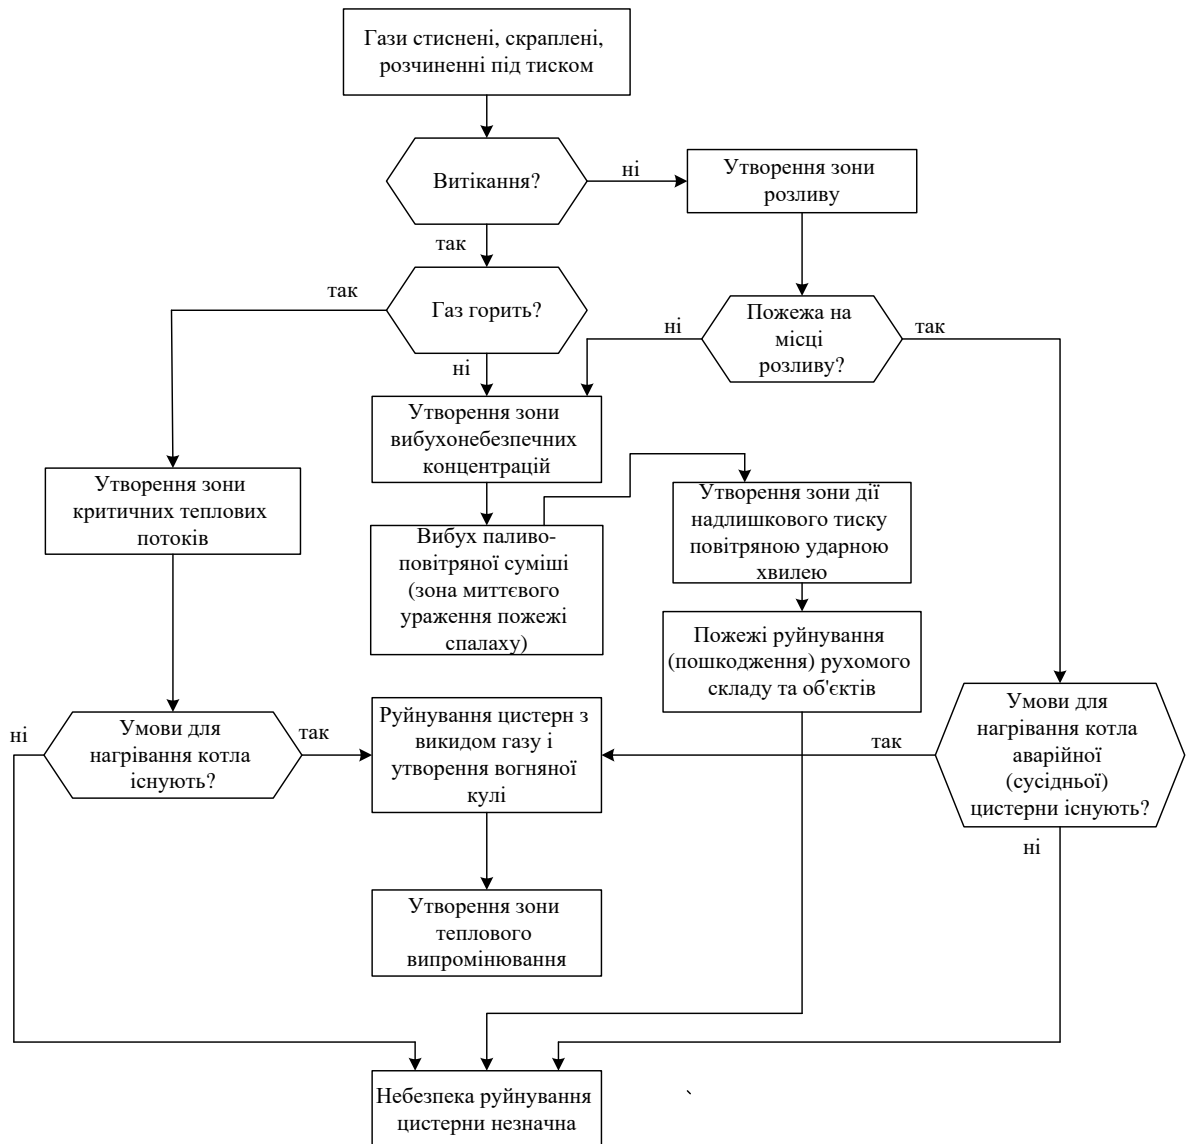 Гази стиснені, скраплені,
розчиненні під тиском
Витікання?
ні
Утворення зони
розливу
так
Газ горить?
так
ні
Пожежа на
місці
розливу?
ні
так
Утворення зони
вибухонебезпечних
концентрацій
Утворення зони
критичних теплових
потоків
Вибух паливо-
повітряної суміші
(зона миттєвого
ураження пожежі
спалаху)
Утворення зони дії
надлишкового тиску
повітряною ударною
хвилею
Пожежі руйнування
(пошкодження) рухомого
складу та об'єктів
ні
Умови для
нагрівання котла
існують?
так
Руйнування цистерн з
викидом газу і
утворення вогняної
кулі
так
Умови для
нагрівання котла
аварійної
(сусідньої)
цистерни існують?
ні
Утворення зони
теплового
випромінювання
Небезпека руйнування
цистерни незначна
`